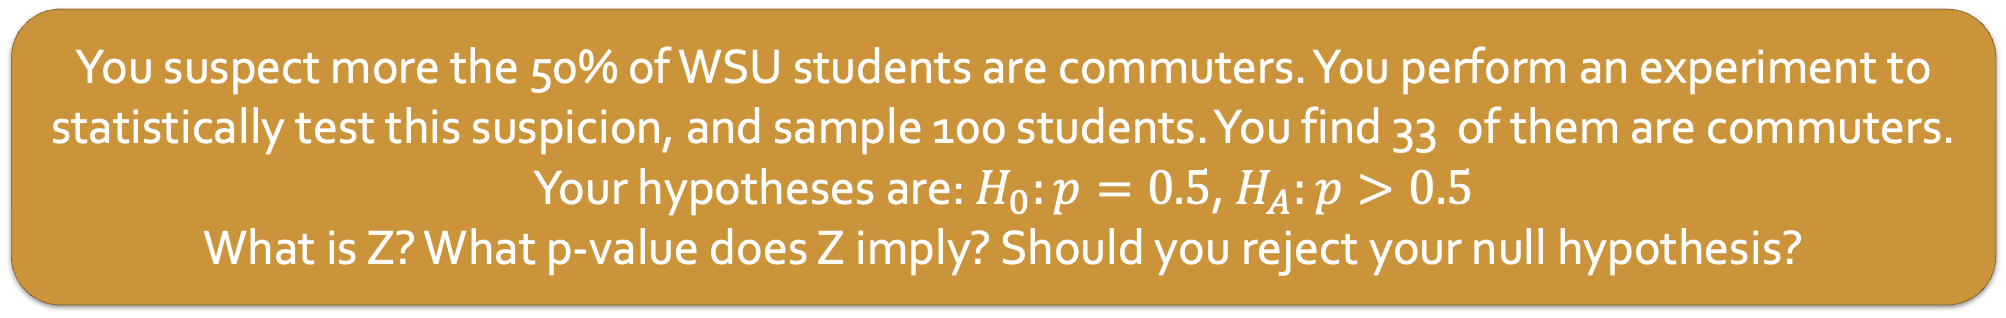 You suspect more the 50% of WSU students are commuters. You perform an experiment to
statistically test this suspicion, and sample 100 students. You find 33 of them are commuters.
Your hypotheses are: H₀: p = 0.5, H_A: p > 0.5
What is Z? What p-value does Z imply? Should you reject your null hypothesis?